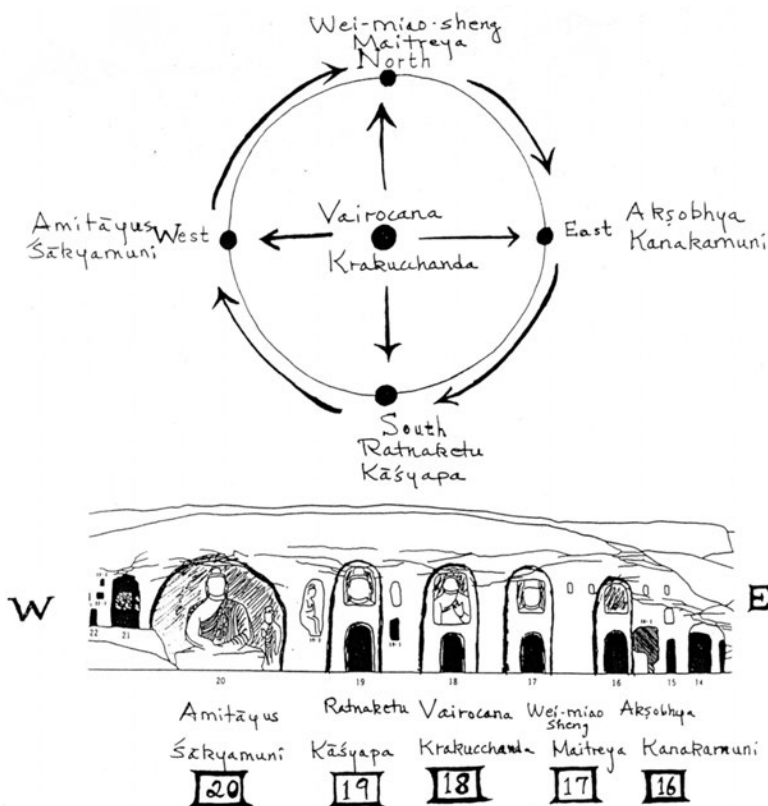 Wei-miao-sheng
Maitreya
North
Amitāyus
West
Śākyamuni
Vairocana
Krakucchanda
East
Akṣobhya
Kanakamuni
South
Ratnaketu
Kāśyapa
W
E
22 21 20 19 18 17 16 15 14
Amitāyus Ratnaketu Vairocana Wei-miao sheng Akṣobhya
Śākyamuni Kāśyapa Krakucchanda Maitreya Kanakamuni
20 19 18 17 16